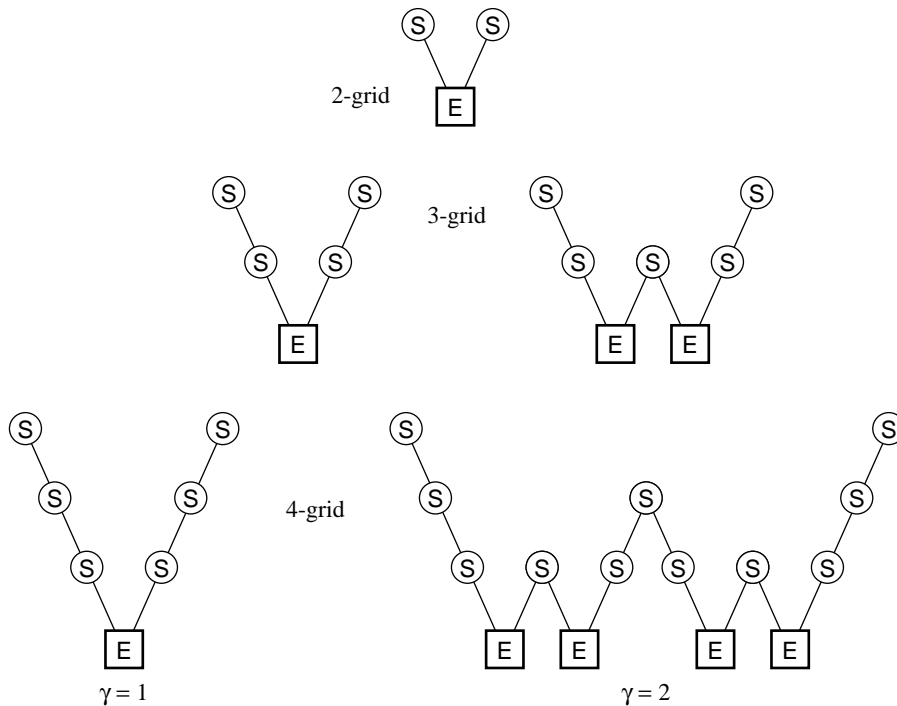 S S
2-grid
E
S S S S
3-grid
S S S S S
E E E
S S S S
S S S S
4-grid
S
S S S S S S S S
E E E E E
γ = 1 γ = 2